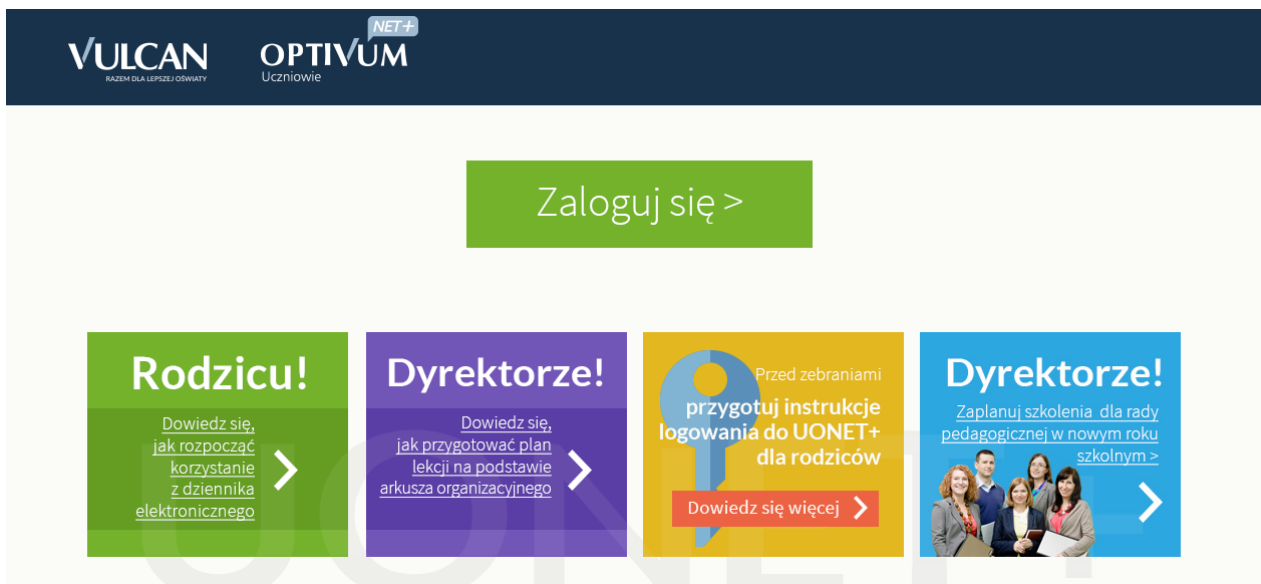 VULCAN
RAZEM DLA LEPSZEJ OŚWIATY
NET+
OPTIVUM
Uczniowie
Zaloguj się >
Rodzicu!
Dowiedz się,
jak rozpocząć
korzystanie
z dziennika
elektronicznego
Dyrektorze!
Dowiedz się,
jak przygotować plan
lekcji na podstawie
arkusza organizacyjnego
Przed zebraniami
przygotuj instrukcje
logowania do UONET+
dla rodziców
Dowiedz się więcej
Dyrektorze!
Zaplanuj szkolenia dla rady
pedagogicznej w nowym roku
szkolnym >
UONET+